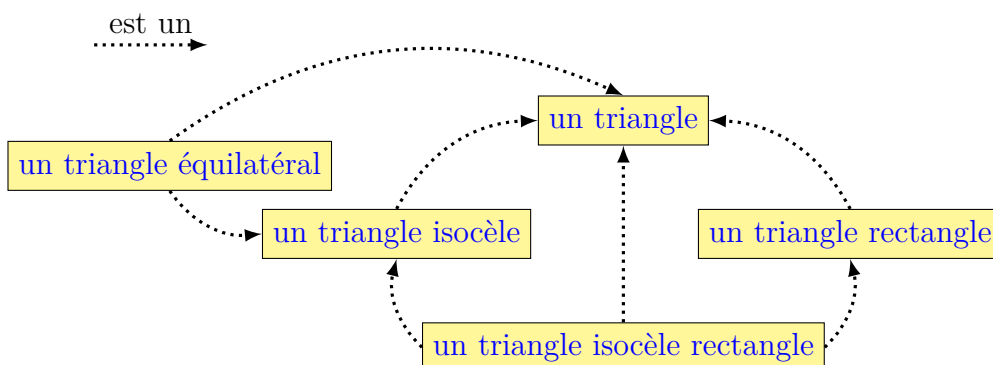 est un
un triangle
un triangle équilatéral
un triangle isocèle
un triangle rectangle
un triangle isocèle rectangle